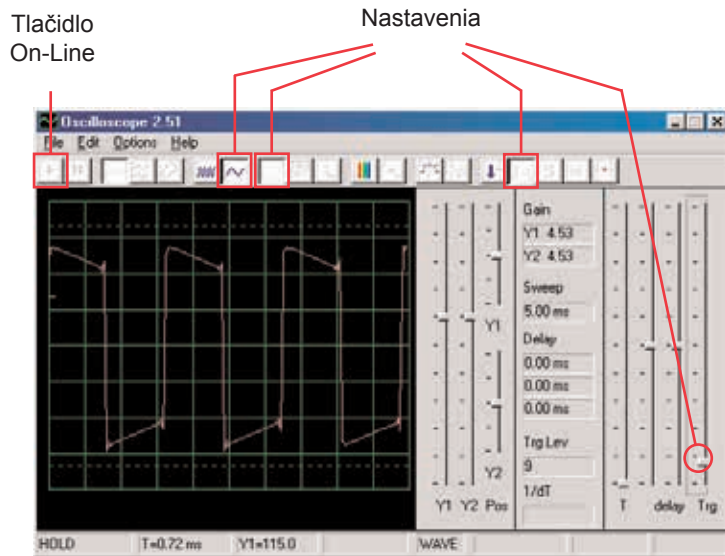 Tlačidlo
On-Line
Nastavenia
Oscilloscope 2.51
File Edit Options Help
Gain
Y1 4.53
Y2 4.53
Sweep
5.00 ms
Delay
0.00 ms
0.00 ms
0.00 ms
Trg Lev
9
1/dT
Y1
Y2
Y1 Y2 Pos
T delay Trg
HOLD T=0.72 ms Y1=115.0 WAVE